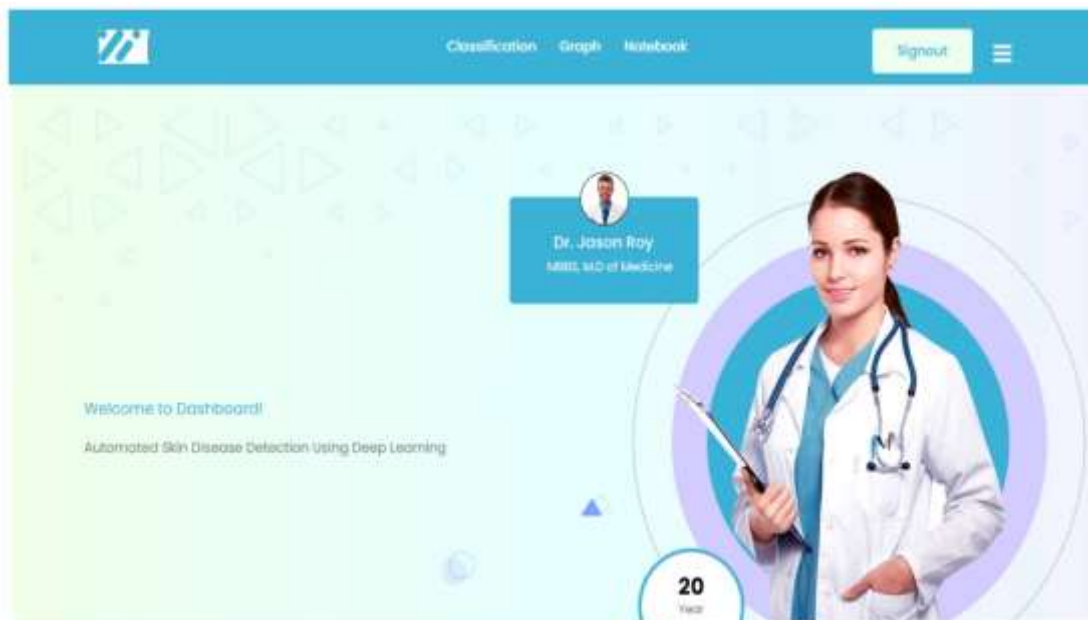 Classification Graph Notebook
Signout
Dr. Jason Roy
MBBS, M.D of Medicine
Welcome to Dashboard!
Automated Skin Disease Detection Using Deep Learning
20
Year